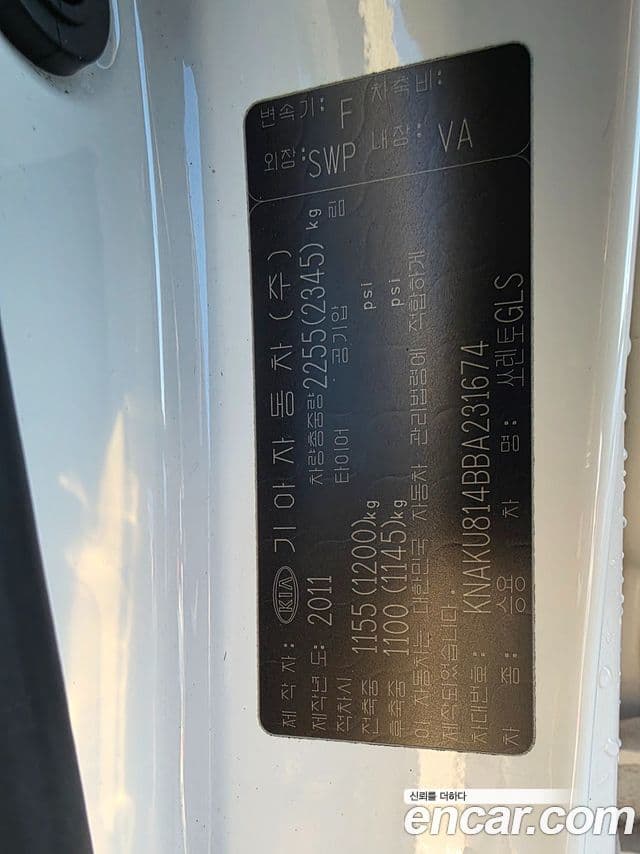 제 작 자: KIA 기 아 자 동 차 ( 주 )
제작년 도: 2011 차량총중량 2255(2345) kg
적차시 타이어 공기압 림
전축중 1155 (1200)kg psi
후축중 1100 (1145)kg psi
이 자동차는 대한민국 자동차 관리법령에 적합하게
제작되었습니다.
차대번호: KNAKU814BBA231674
차 종: 승용 차 명: 쏘렌토GLS
변속기: F 차축비:
외장:SWP 내장: VA
신뢰를 더하다
encar.com